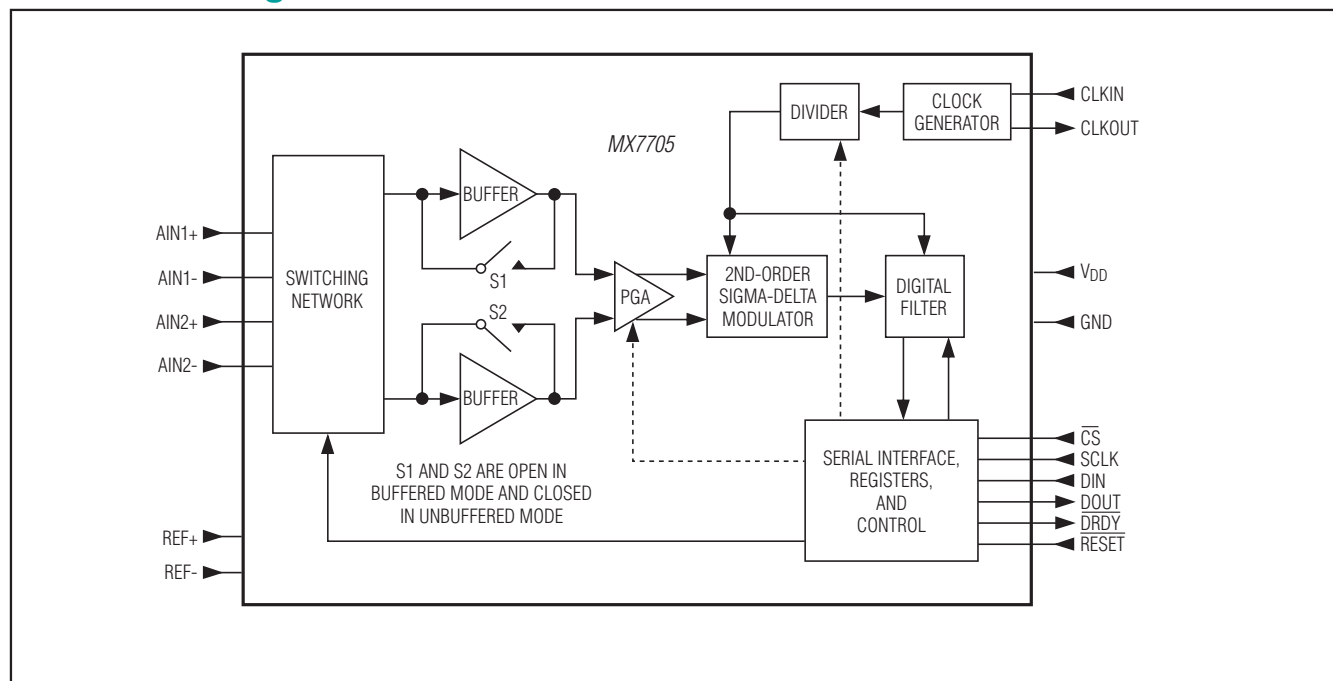 DIVIDER
CLOCK
GENERATOR
CLKIN
CLKOUT
MX7705
BUFFER
AIN1+
AIN1-
AIN2+
AIN2-
SWITCHING
NETWORK
S1
S2
PGA
2ND-ORDER
SIGMA-DELTA
MODULATOR
DIGITAL
FILTER
VDD
GND
BUFFER
S1 AND S2 ARE OPEN IN
BUFFERED MODE AND CLOSED
IN UNBUFFERED MODE
SERIAL INTERFACE,
REGISTERS,
AND
CONTROL
CS
SCLK
DIN
DOUT
DRDY
RESET
REF+
REF-